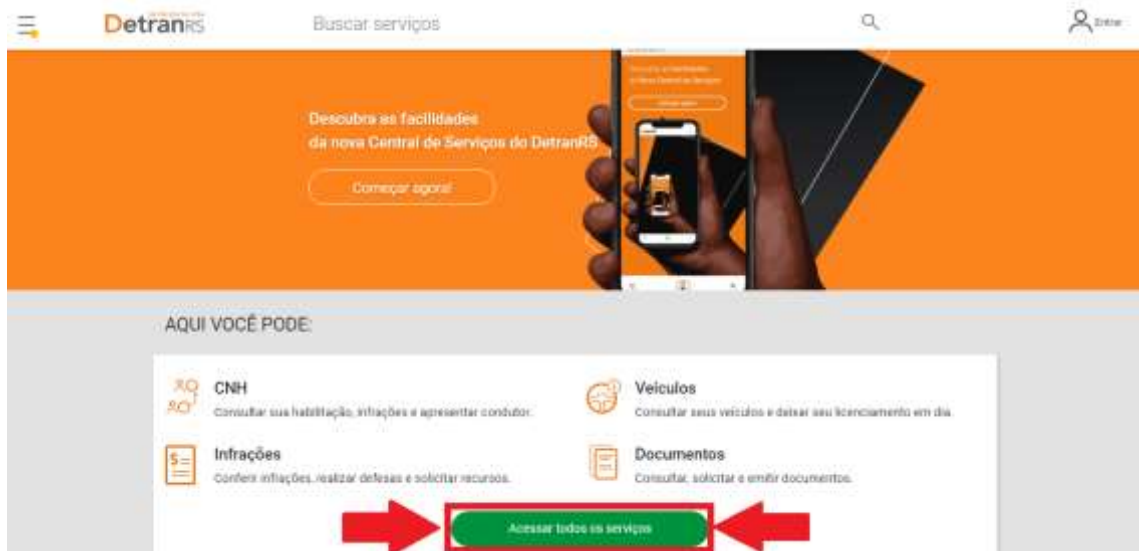 DetranRS
Buscar serviços
Entrar
Descubra as facilidades
da nova Central de Serviços do DetranRS
Começar agora!
AQUI VOCÊ PODE:
CNH
Consultar sua habilitação, infrações e apresentar condutor.
Veículos
Consultar seus veículos e deixar seu licenciamento em dia.
Infrações
Conferir infrações, realizar defesas e solicitar recursos.
Documentos
Consultar, solicitar e emitir documentos.
Acessar todos os serviços